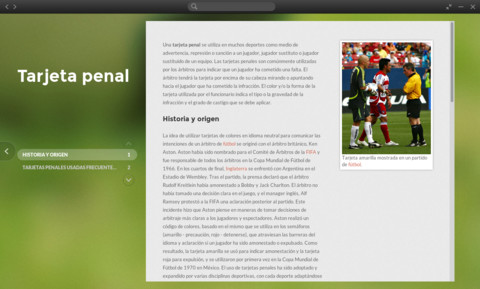 Tarjeta penal
HISTORIA Y ORIGEN 1
TARJETAS PENALES USADAS FRECUENTE... 2
Una tarjeta penal se utiliza en muchos deportes como medio de
advertencia, represión o sanción a un jugador, jugador sustituto o jugador
sustituido de un equipo. Las tarjetas penales son comúnmente utilizadas
por los árbitros para indicar que un jugador ha cometido una falta. El
árbitro tendrá la tarjeta por encima de su cabeza mirando o apuntando
hacia el jugador que ha cometido la infracción. El color y/o la forma de la
tarjeta utilizada por el funcionario indica el tipo o la gravedad de la
infracción y el grado de castigo que se debe aplicar.
Tarjeta amarilla mostrada en un partido
de fútbol.
Historia y origen
La idea de utilizar tarjetas de colores en idioma neutral para comunicar las
intenciones de un árbitro de fútbol se originó con el árbitro británico, Ken
Aston. Aston había sido nombrado para el Comité de Árbitros de la FIFA y
fue responsable de todos los árbitros en la Copa Mundial de Fútbol de
1966. En los cuartos de final, Inglaterra se enfrentó con Argentina en el
Estadio de Wembley. Tras el partido, la prensa declaró que el árbitro
Rudolf Kreitlein había amonestado a Bobby y Jack Charlton. El árbitro no
había tomado una decisión clara en el juego, y el manager inglés, Alf
Ramsey protestó a la FIFA una aclaración posterior al partido. Este
incidente hizo que Aston piense en maneras de tomar decisiones de
arbitraje más claras a los jugadores y espectadores. Aston realizó un
código de colores, basado en el mismo que se utiliza en los semáforos
(amarillo - precaución, rojo - detenerse), que atraviesan las barreras del
idioma y aclaración si un jugador ha sido amonestado o expulsado. Como
resultado, la tarjeta amarilla se usó para indicar amonestación y la tarjeta
roja para expulsión, y se utilizaron por primera vez en la Copa Mundial de
Fútbol de 1970 en México. El uso de tarjetas penales ha sido adoptado y
expandido por varias disciplinas deportivas, con cada deporte adaptándose